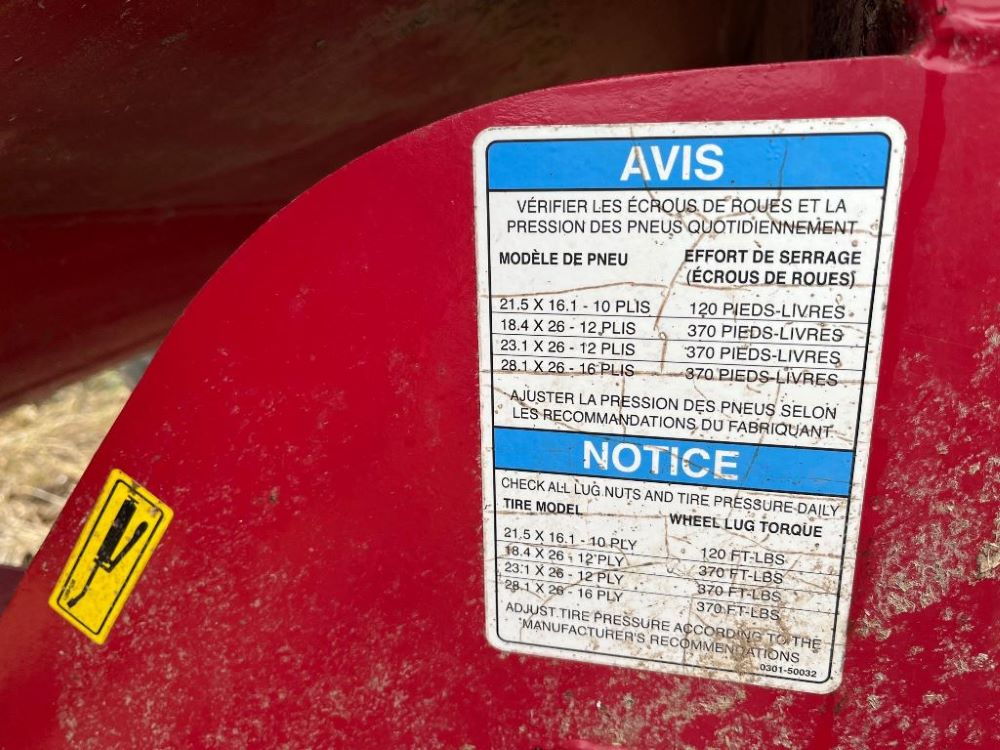 AVIS
VÉRIFIER LES ÉCROUS DE ROUES ET LA
PRESSION DES PNEUS QUOTIDIENNEMENT
MODÈLE DE PNEU EFFORT DE SERRAGE
(ÉCROUS DE ROUES)
21.5 X 16.1 - 10 PLIS 120 PIEDS-LIVRES
18.4 X 26 - 12 PLIS 370 PIEDS-LIVRES
23.1 X 26 - 12 PLIS 370 PIEDS-LIVRES
28.1 X 26 - 16 PLIS 370 PIEDS-LIVRES
AJUSTER LA PRESSION DES PNEUS SELON
LES RECOMMANDATIONS DU FABRIQUANT
NOTICE
CHECK ALL LUG NUTS AND TIRE PRESSURE DAILY
TIRE MODEL WHEEL LUG TORQUE
21.5 X 16.1 - 10 PLY 120 FT-LBS
18.4 X 26 - 12 PLY 370 FT-LBS
23.1 X 26 - 12 PLY 370 FT-LBS
28.1 X 26 - 16 PLY 370 FT-LBS
ADJUST TIRE PRESSURE ACCORDING TO THE
MANUFACTURER'S RECOMMENDATIONS
0301-50032